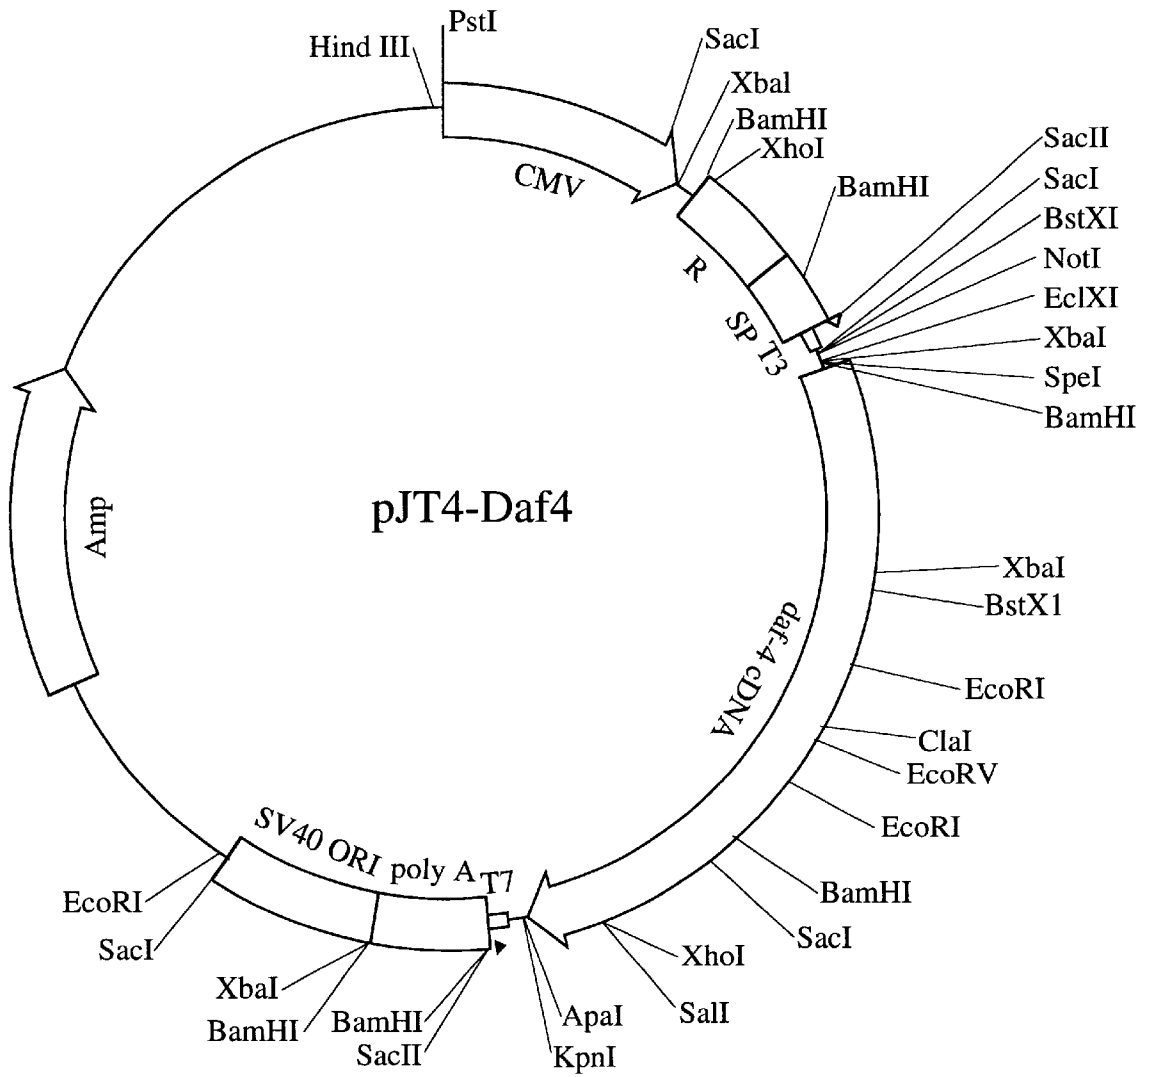 PstI
Hind III
SacI
XbaI
BamHI
XhoI
SacII
BamHI
SacI
BstXI
NotI
EclXI
XbaI
SpeI
BamHI
CMV
R
SP
T3
pJT4-Daf4
Amp
XbaI
BstX1
daf-4 cDNA
EcoRI
ClaI
EcoRV
EcoRI
BamHI
SacI
XhoI
SalI
SV40 ORI
poly A
T7
EcoRI
SacI
XbaI
BamHI
BamHI
SacII
ApaI
KpnI